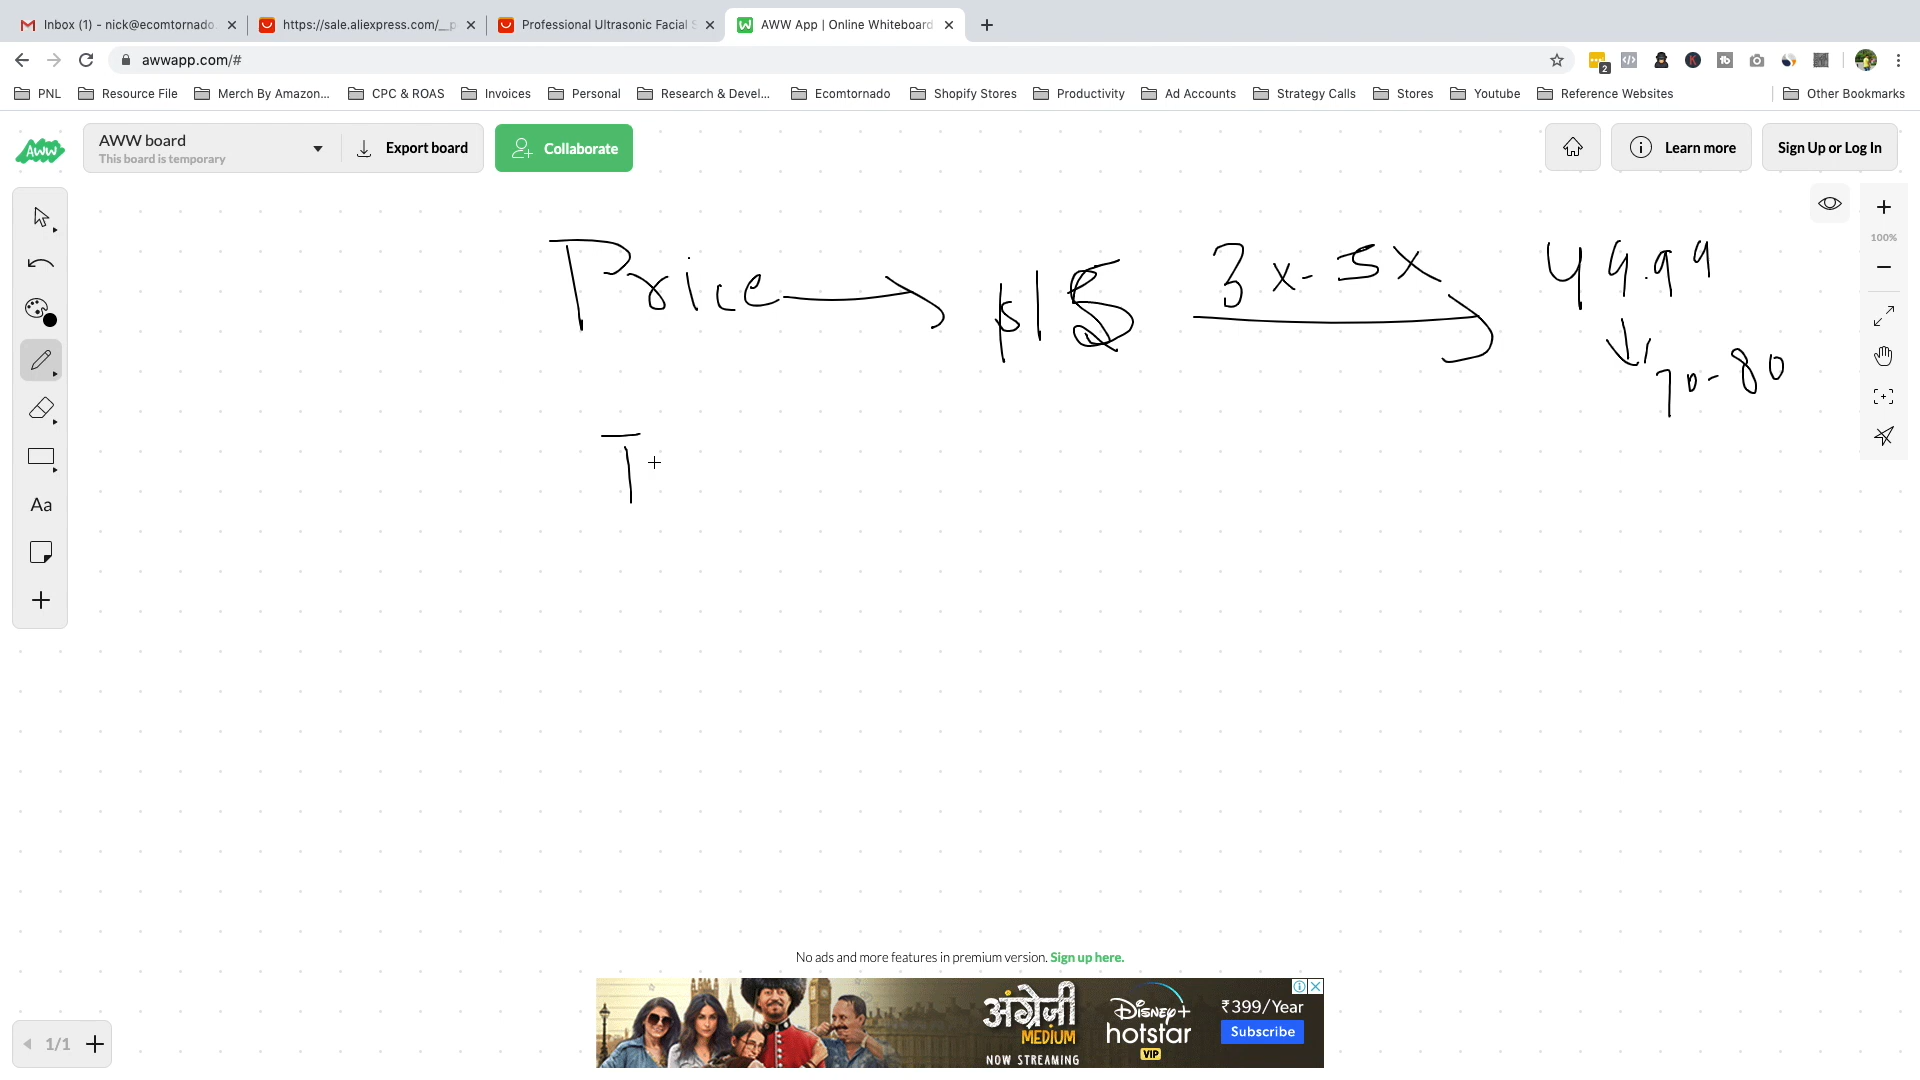 Inbox (1) - nick@ecomtornado.
https://sale.aliexpress.com/__p
Professional Ultrasonic Facial S
AWW App | Online Whiteboard
awwapp.com/#
2
PNL
Resource File
Merch By Amazon...
CPC & ROAS
Invoices
Personal
Research & Devel...
Ecomtornado
Shopify Stores
Productivity
Ad Accounts
Strategy Calls
Stores
Youtube
Reference Websites
Other Bookmarks
AWW
AWW board
This board is temporary
Export board
Collaborate
Learn more
Sign Up or Log In
100%
Aa
Price
$15
3x-5x
49.99
70-80
T
No ads and more features in premium version. Sign up here.
अंग्रेज़ी
MEDIUM
NOW STREAMING
Disney+
hotstar
VIP
₹399/Year
Subscribe
1/1